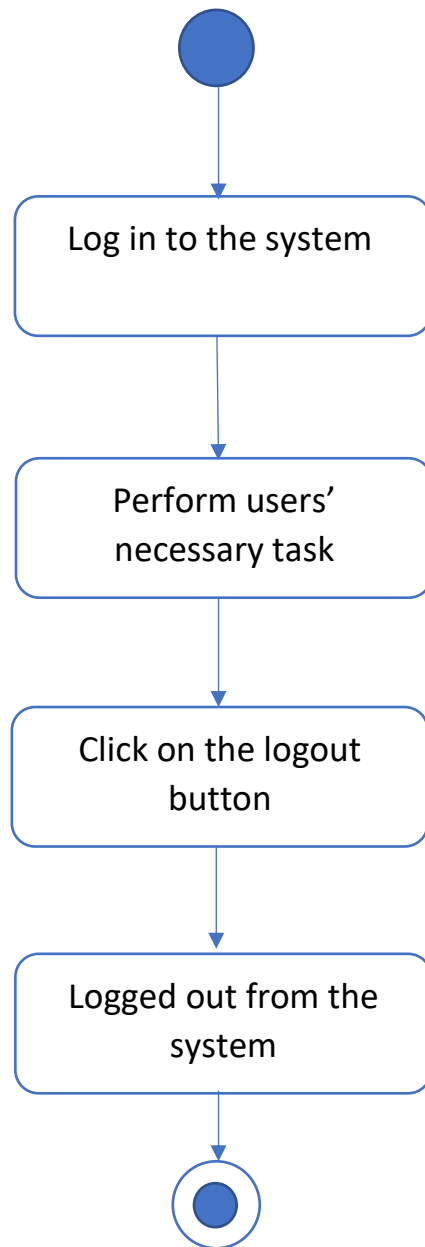 Log in to the system
Perform users’
necessary task
Click on the logout
button
Logged out from the
system